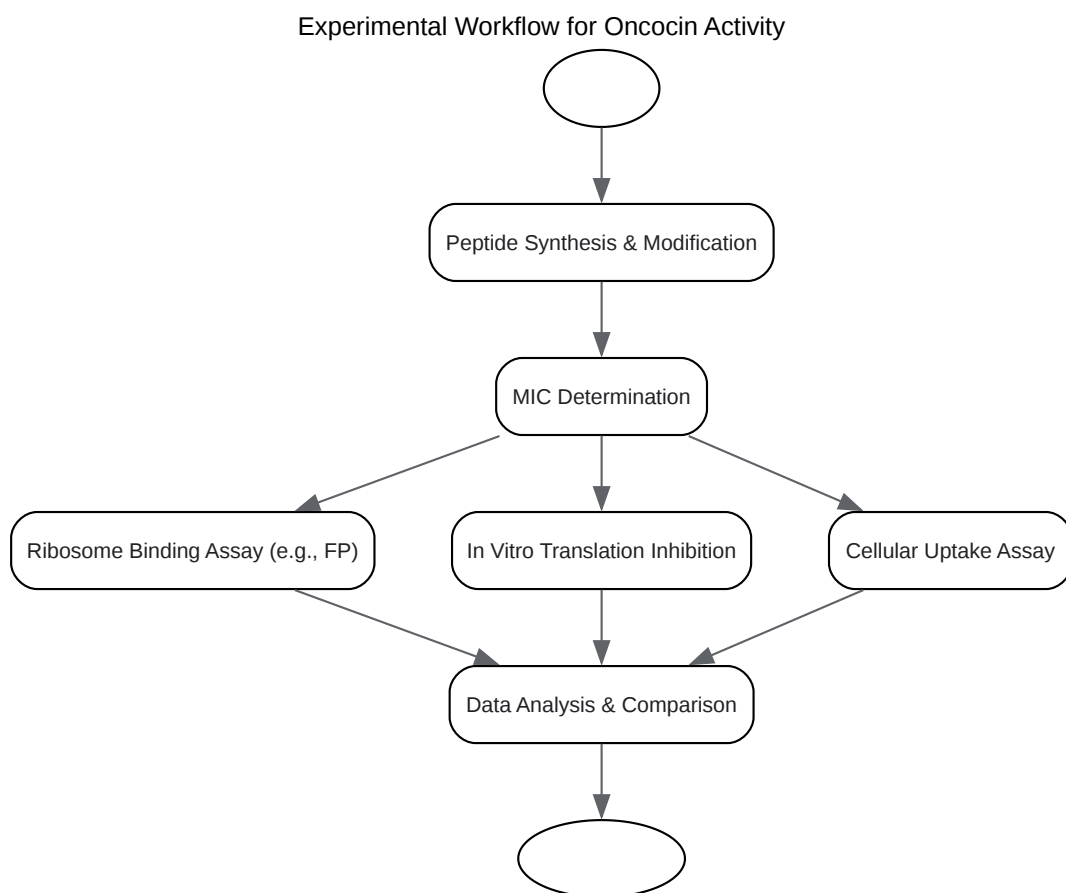 Experimental Workflow for Oncocin Activity
Peptide Synthesis & Modification
MIC Determination
Ribosome Binding Assay (e.g., FP)
In Vitro Translation Inhibition
Cellular Uptake Assay
Data Analysis & Comparison